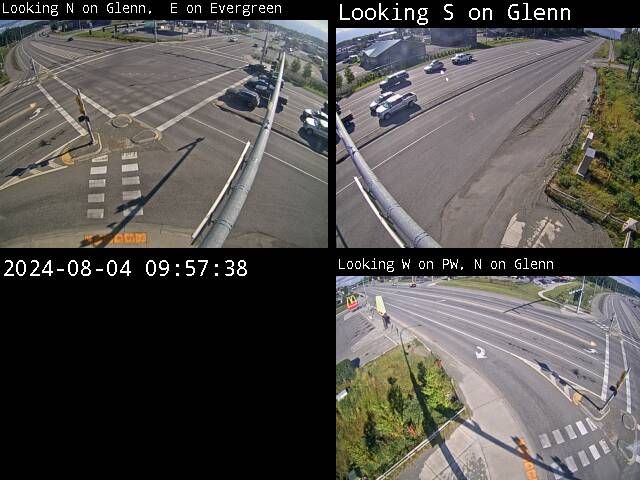 Looking N on Glenn,  E on Evergreen
Looking S on Glenn
2024-08-04 09:57:38
Looking W on PW, N on Glenn